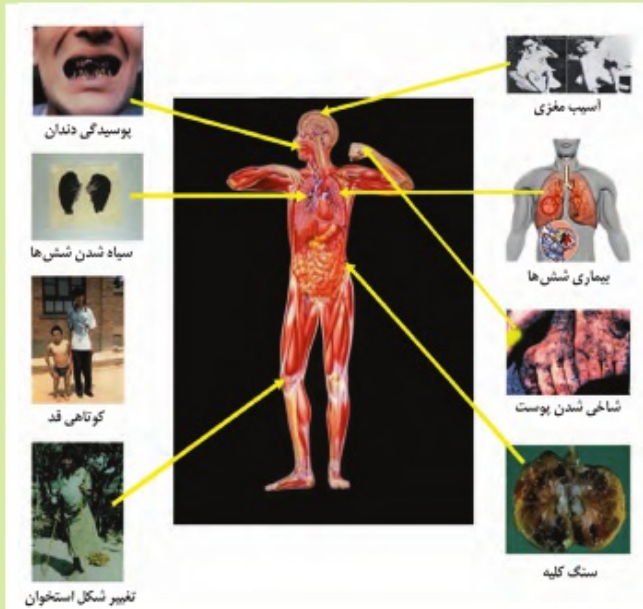 آسیب مغزی
پوسیدگی دندان
بیماری شش‌ها
سیاه شدن شش‌ها
شاخی شدن پوست
کوتاهی قد
سنگ کلیه
تغییر شکل استخوان